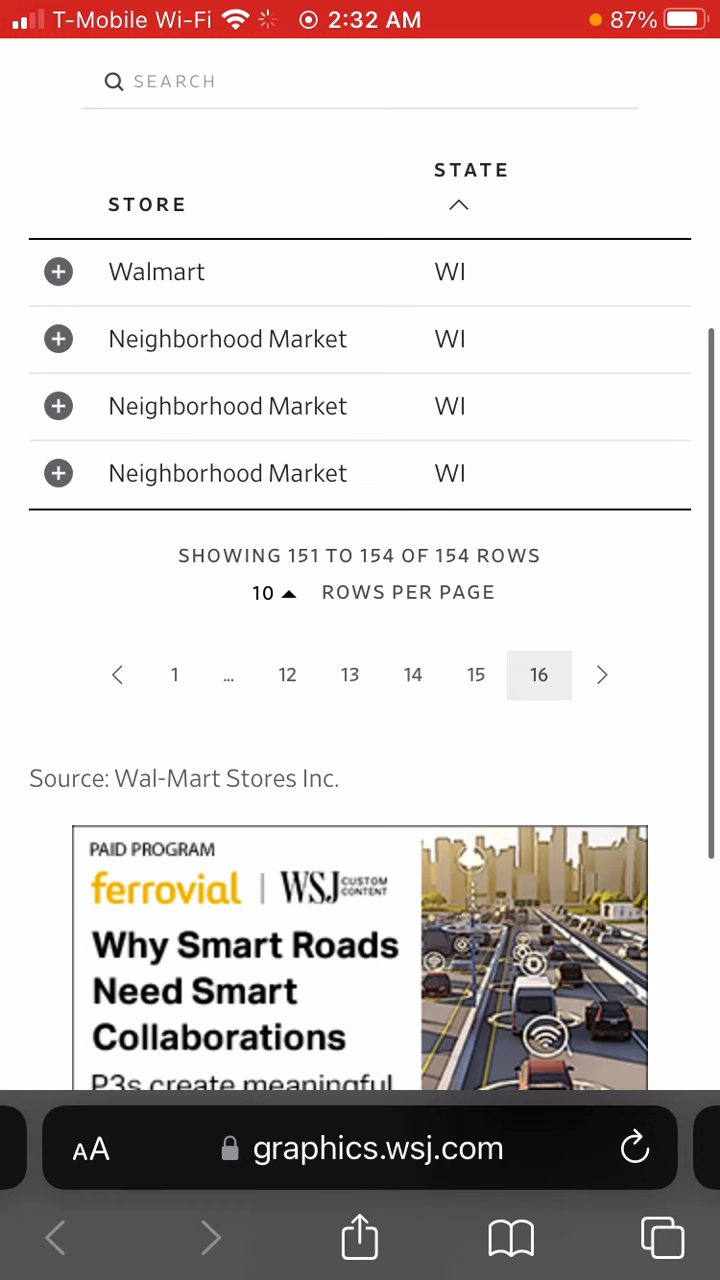 T-Mobile Wi-Fi 2:32 AM 87%
SEARCH
STORE STATE
Walmart WI
Neighborhood Market WI
Neighborhood Market WI
Neighborhood Market WI
SHOWING 151 TO 154 OF 154 ROWS
10 ROWS PER PAGE
1 ... 12 13 14 15 16
Source: Wal-Mart Stores Inc.
PAID PROGRAM
ferrovial | WSJ CUSTOM CONTENT
Why Smart Roads
Need Smart
Collaborations
P3s create meaningful
AA graphics.wsj.com